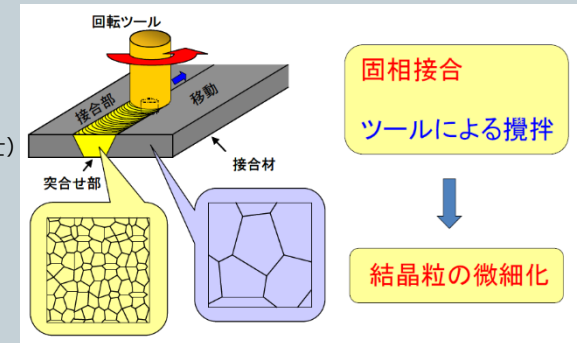 回転ツール
接合部
移動
接合材
突合せ部
固相接合
ツールによる攪拌
結晶粒の微細化